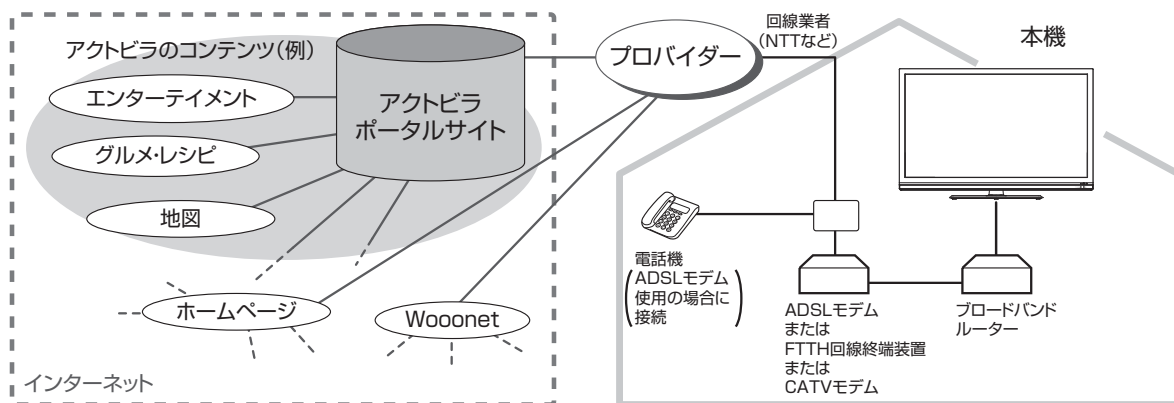 アクトビラのコンテンツ(例)
エンターテイメント
グルメ・レシピ
地図
アクトビラ
ポータルサイト
ホームページ
Wooonet
インターネット
プロバイダー
回線業者
(NTTなど)
本機
電話機
(ADSLモデム
使用の場合に
接続)
ADSLモデム
または
FTTH回線終端装置
または
CATVモデム
ブロードバンド
ルーター